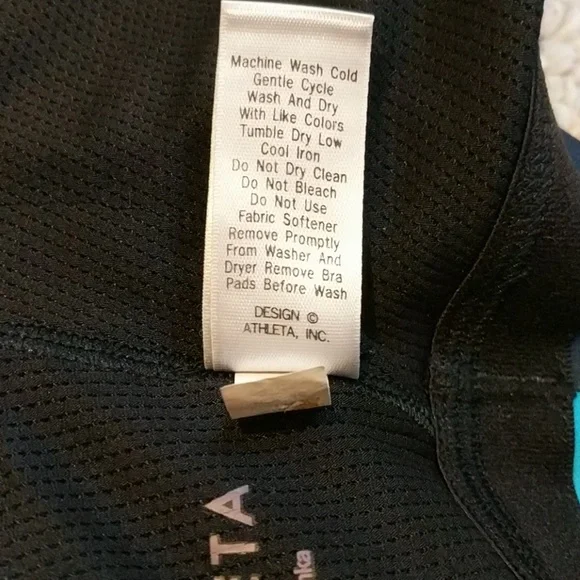 Machine Wash Cold
Gentle Cycle
Wash And Dry
With Like Colors
Tumble Dry Low
Cool Iron
Do Not Dry Clean
Do Not Bleach
Do Not Use
Fabric Softener
Remove Promptly
From Washer And
Dryer Remove Bra
Pads Before Wash
DESIGN ©
ATHLETA, INC.
ETA
nka